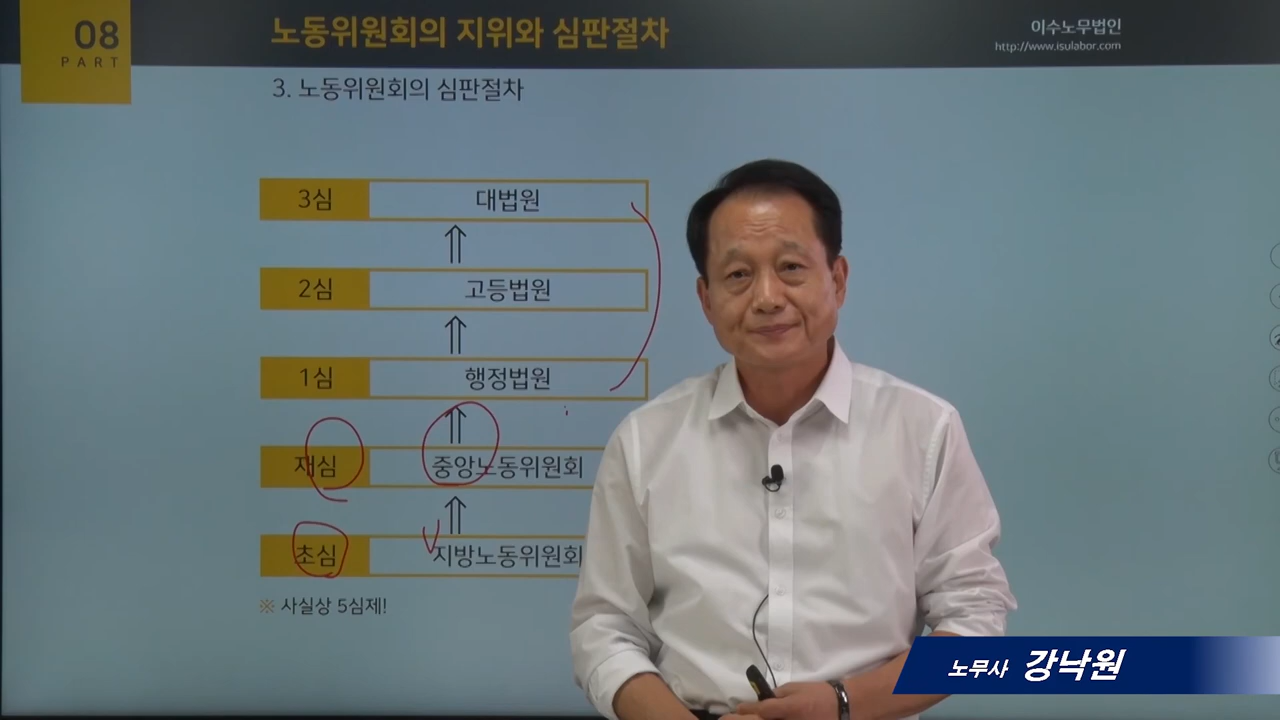 08
PART
노동위원회의 지위와 심판절차
이수노무법인
http://www.isulabor.com
3. 노동위원회의 심판절차
3심 대법원
2심 고등법원
1심 행정법원
재심 중앙노동위원회
초심 지방노동위원회
※ 사실상 5심제!
노무사 강낙원